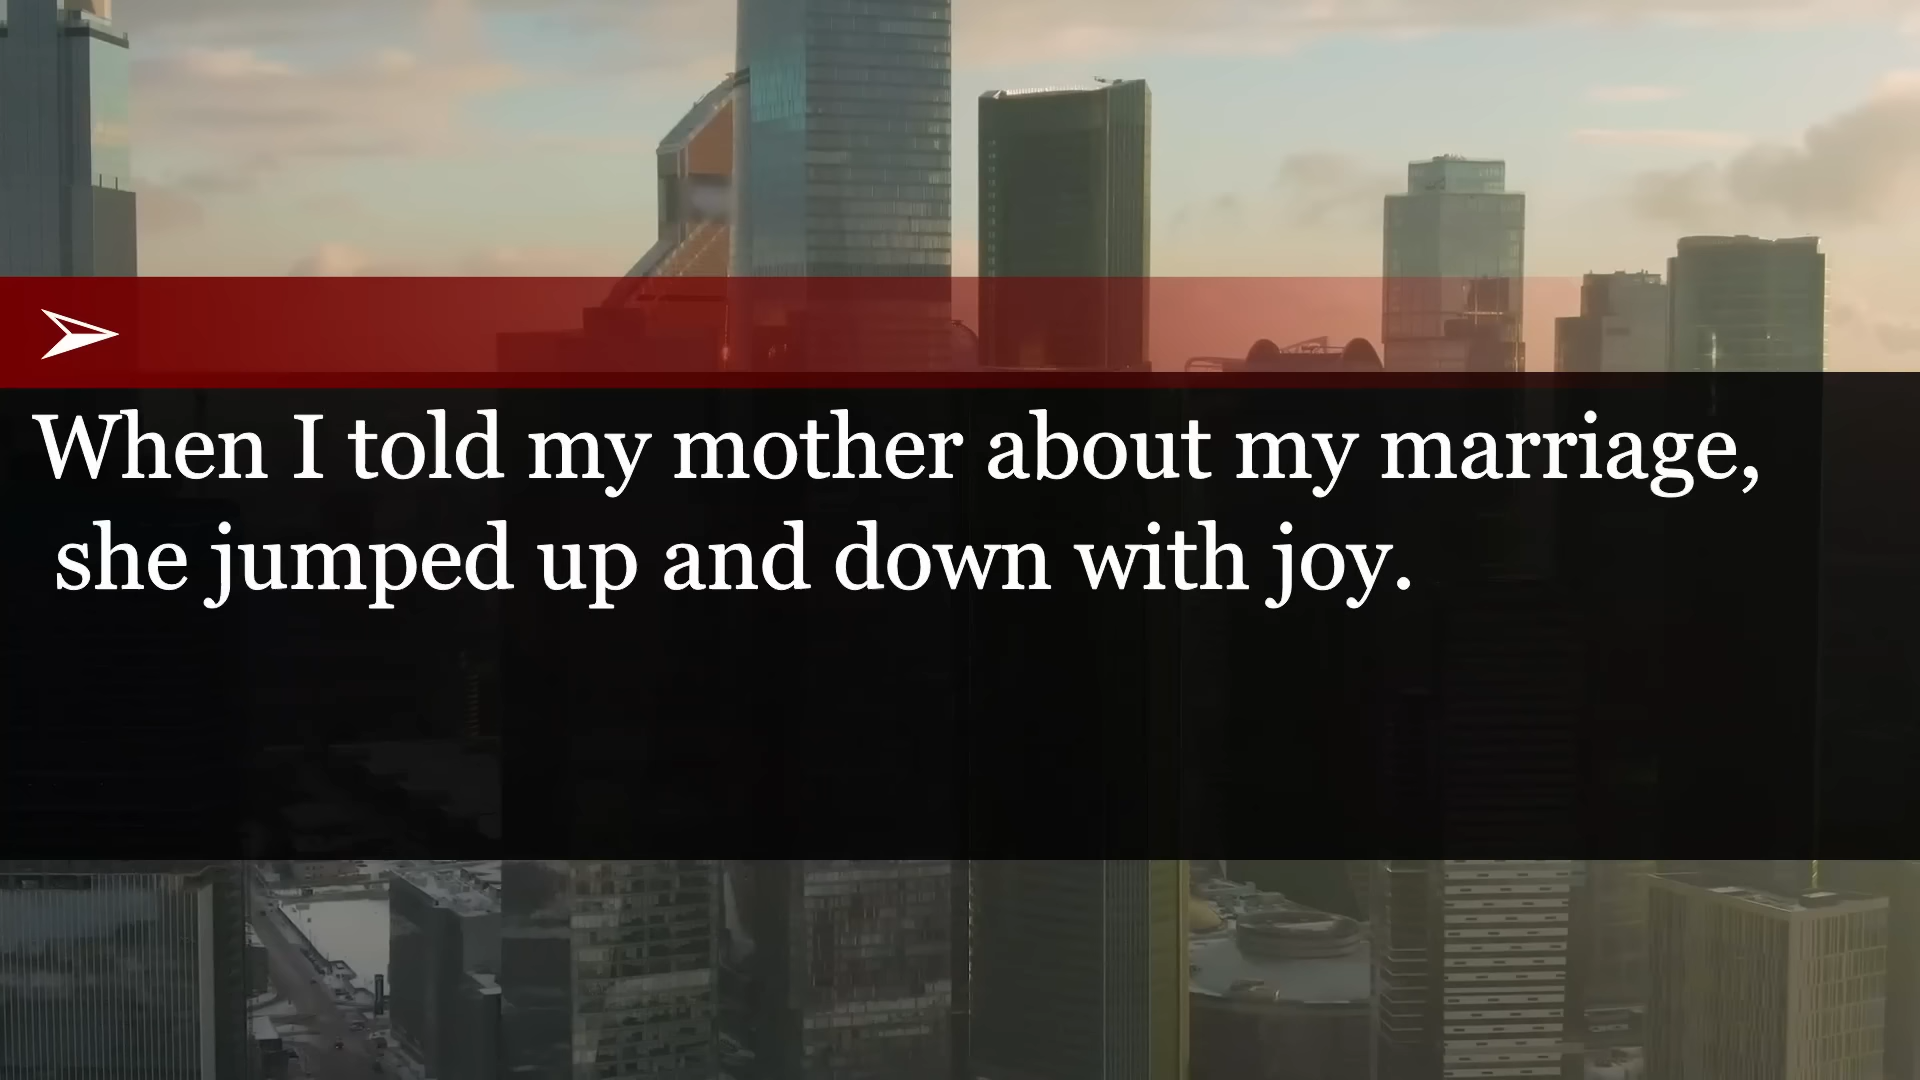 When I told my mother about my marriage,
she jumped up and down with joy.